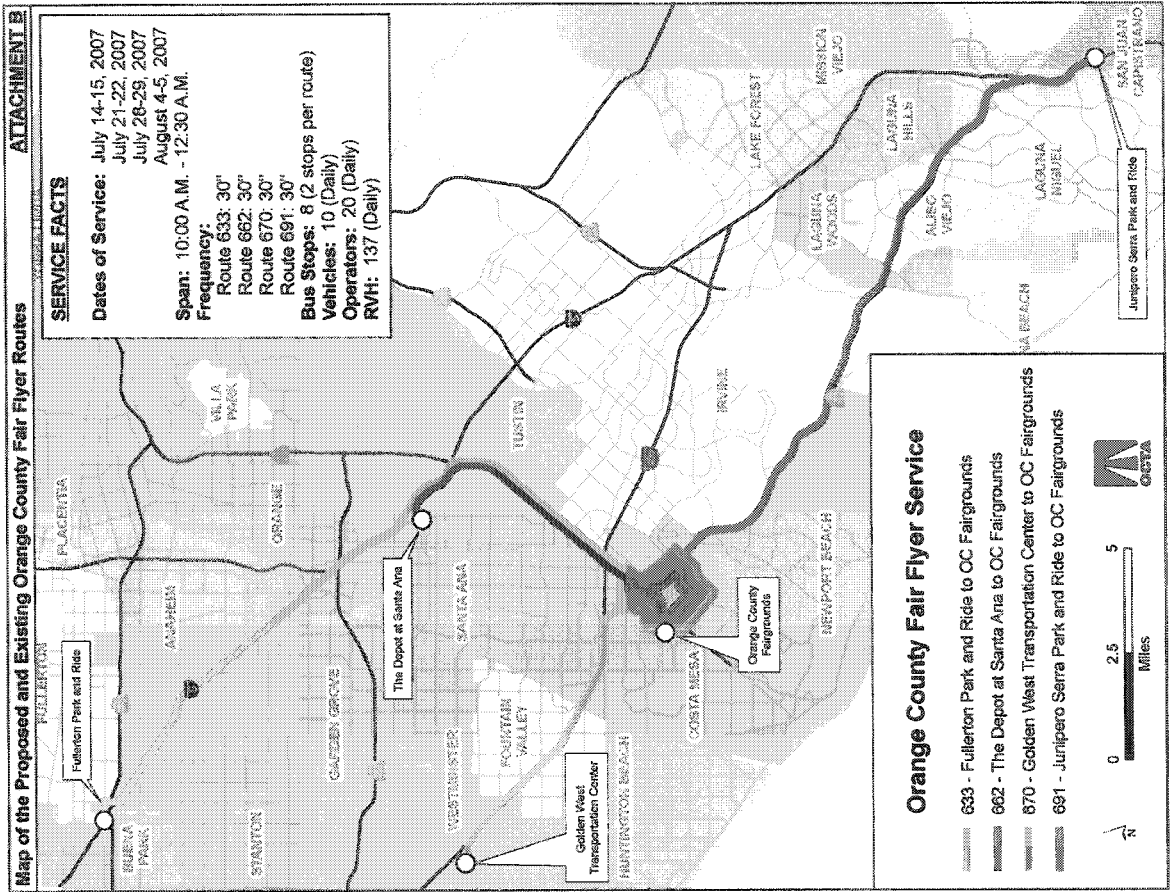 Map of the Proposed and Existing Orange County Fair Flyer Routes
ATTACHMENT B
SERVICE FACTS
Dates of Service: July 14-15, 2007
July 21-22, 2007
July 28-29, 2007
August 4-5, 2007
Span: 10:00 A.M. - 12:30 A.M.
Frequency:
Route 633: 30"
Route 662: 30"
Route 670: 30"
Route 691: 30"
Bus Stops: 8 (2 stops per route)
Vehicles: 10 (Daily)
Operators: 20 (Daily)
RVH: 137 (Daily)
FULLERTON
PLACENTIA
Fullerton Park and Ride
BUENA
PARK
ANAHEIM
VILLA
PARK
ORANGE
STANTON
GARDEN GROVE
The Depot at Santa Ana
SANTA ANA
TUSTIN
WESTMINSTER
FOUNTAIN
VALLEY
Golden West
Transportation Center
HUNTINGTON BEACH
COSTA MESA
Orange County
Fairgrounds
IRVINE
NEWPORT BEACH
LAKE FOREST
MISSION
VIEJO
LAGUNA
WOODS
LAGUNA
HILLS
ALISO
VIEJO
LAGUNA
NIGUEL
NA BEACH
SAN JUAN
CAPISTRANO
Junipero Serra Park and Ride
Orange County Fair Flyer Service
633 - Fullerton Park and Ride to OC Fairgrounds
662 - The Depot at Santa Ana to OC Fairgrounds
670 - Golden West Transportation Center to OC Fairgrounds
691 - Junipero Serra Park and Ride to OC Fairgrounds
N
0 2.5 5
Miles
OCTA